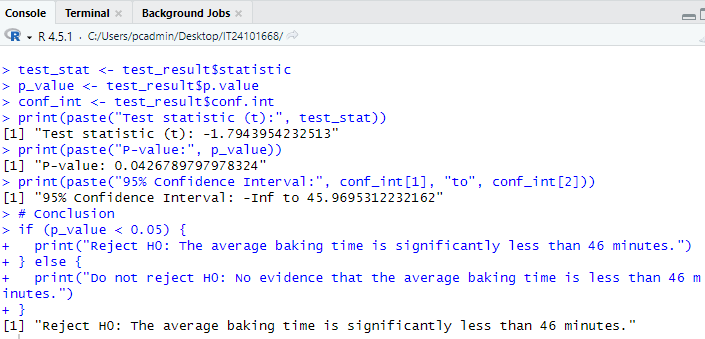 Console Terminal × Background Jobs ×
R R 4.5.1 · C:/Users/pcadmin/Desktop/IT24101668/
> test_stat <- test_result$statistic
> p_value <- test_result$p.value
> conf_int <- test_result$conf.int
> print(paste("Test statistic (t):", test_stat))
[1] "Test statistic (t): -1.7943954232513"
> print(paste("P-value:", p_value))
[1] "P-value: 0.0426789797978324"
> print(paste("95% Confidence Interval:", conf_int[1], "to", conf_int[2]))
[1] "95% Confidence Interval: -Inf to 45.9695312232162"
> # Conclusion
> if (p_value < 0.05) {
+   print("Reject H0: The average baking time is significantly less than 46 minutes.")
+ } else {
+   print("Do not reject H0: No evidence that the average baking time is less than 46 m
inutes.")
+ }
[1] "Reject H0: The average baking time is significantly less than 46 minutes."